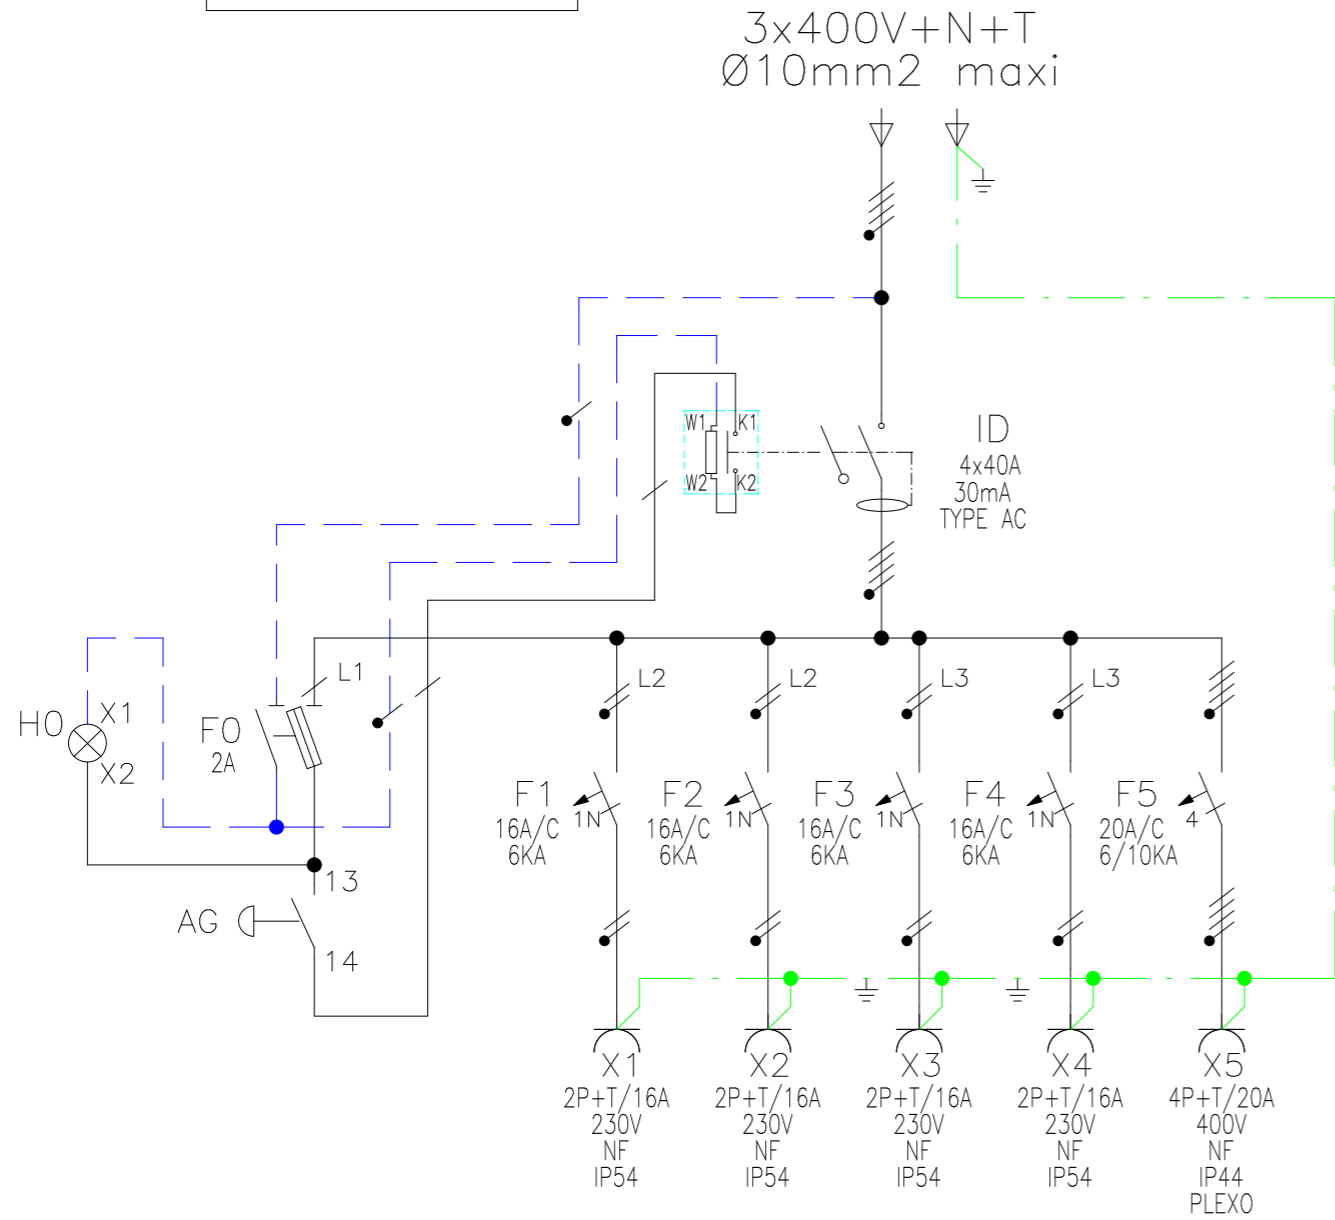 3x400V+N+T
Ø10mm2 maxi
W1 K1
W2 K2
ID
4x40A
30mA
TYPE AC
L1
L2
L2
L3
L3
H0
X1
X2
F0
2A
F1
16A/C
6KA
1N
F2
16A/C
6KA
1N
F3
16A/C
6KA
1N
F4
16A/C
6KA
1N
F5
20A/C
6/10KA
4
13
AG
14
X1
2P+T/16A
230V
NF
IP54
X2
2P+T/16A
230V
NF
IP54
X3
2P+T/16A
230V
NF
IP54
X4
2P+T/16A
230V
NF
IP54
X5
4P+T/20A
400V
NF
IP44
PLEXO